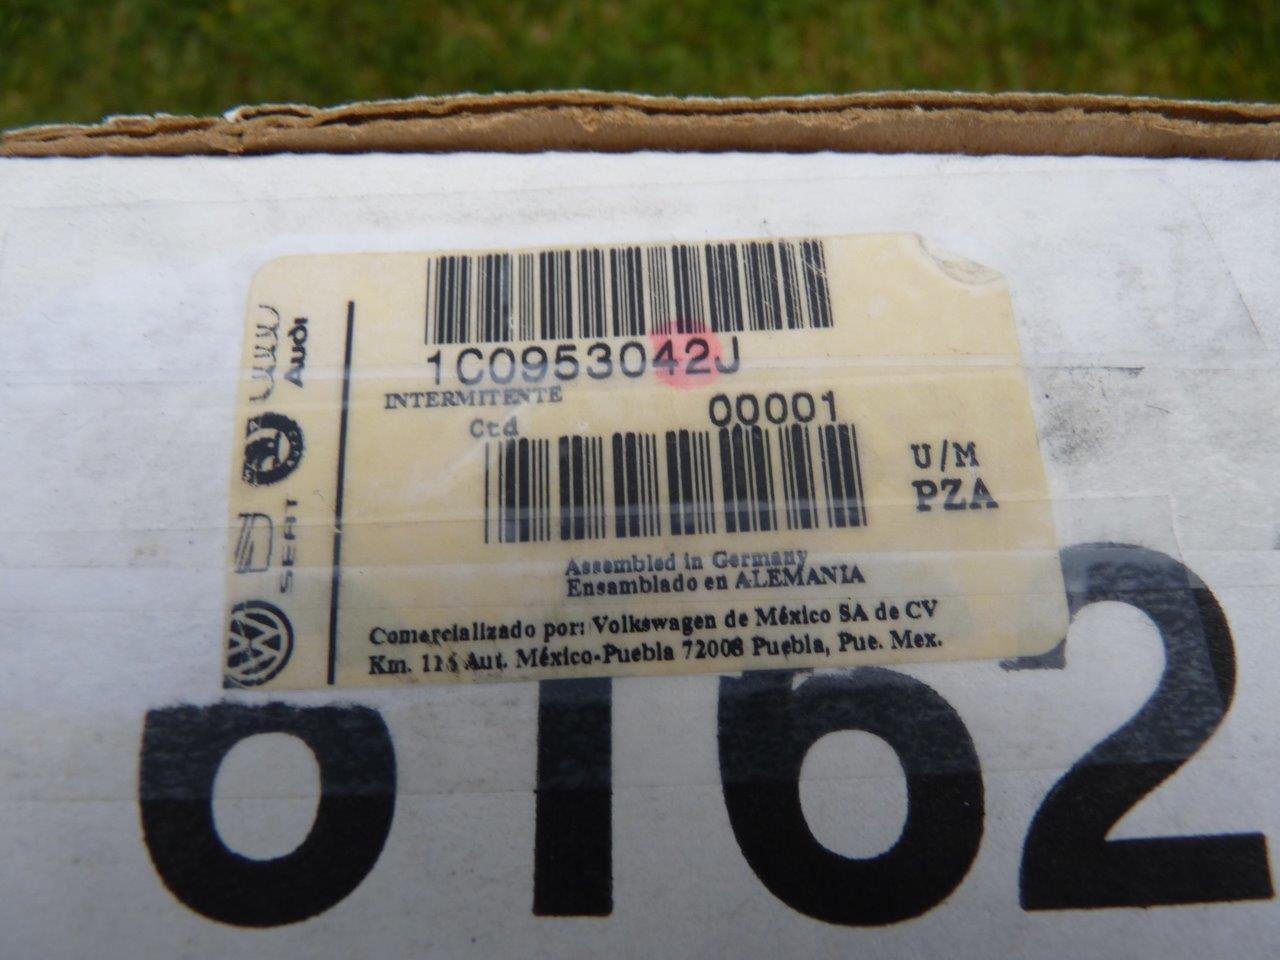 1C0953042J
INTERMITENTE
Ctd
00001
U/M
PZA
Assembled in Germany
Ensamblado en ALEMANIA
Comercializado por: Volkswagen de México SA de CV
Km. 116 Aut. México-Puebla 72008 Puebla, Pue. Mex.
Audi
SEAT